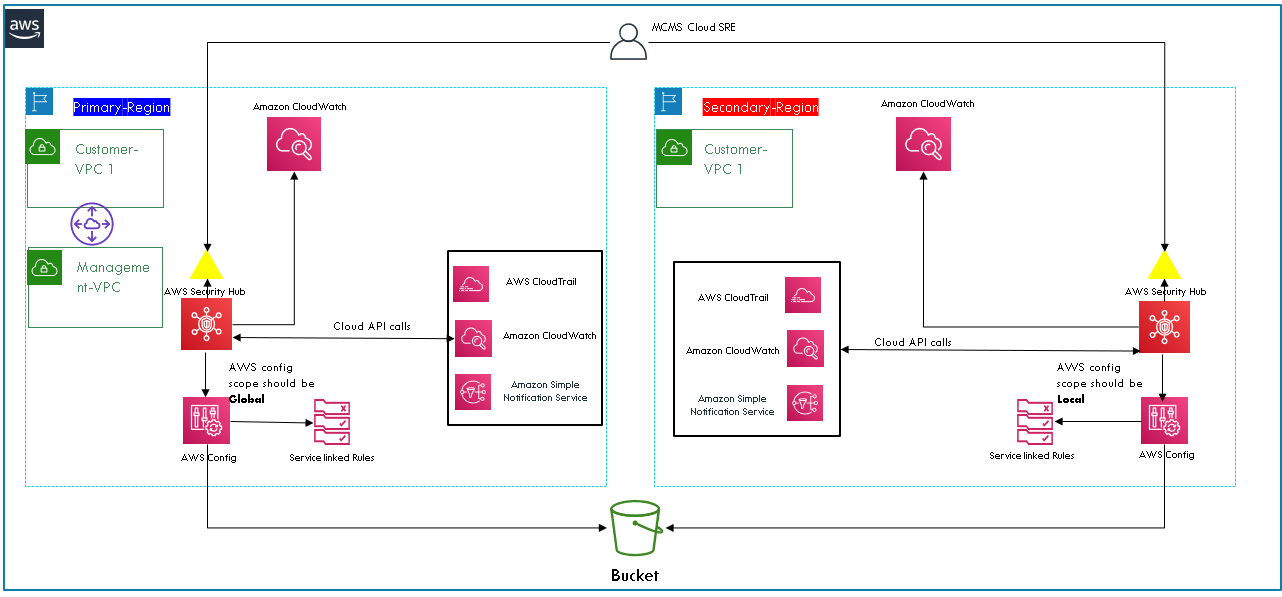 aws
MCMS Cloud SRE
Primary-Region
Amazon CloudWatch
Customer-
VPC 1
Manageme
nt-VPC
AWS Security Hub
Cloud API calls
AWS CloudTrail
Amazon CloudWatch
Amazon Simple
Notification Service
AWS config
scope should be
Global
AWS Config
Service linked Rules
Secondary-Region
Amazon CloudWatch
Customer-
VPC 1
AWS CloudTrail
Amazon CloudWatch
Amazon Simple
Notification Service
Cloud API calls
AWS Security Hub
AWS config
scope should be
Local
Service linked Rules
AWS Config
Bucket